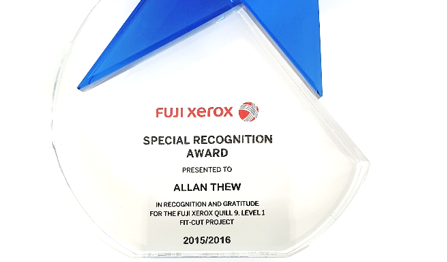 FUJI xerox
SPECIAL RECOGNITION
AWARD
PRESENTED TO
ALLAN THEW
IN RECOGNITION AND GRATITUDE
FOR THE FUJI XEROX QUILL 9. LEVEL 1
FIT-CUT PROJECT
2015/2016